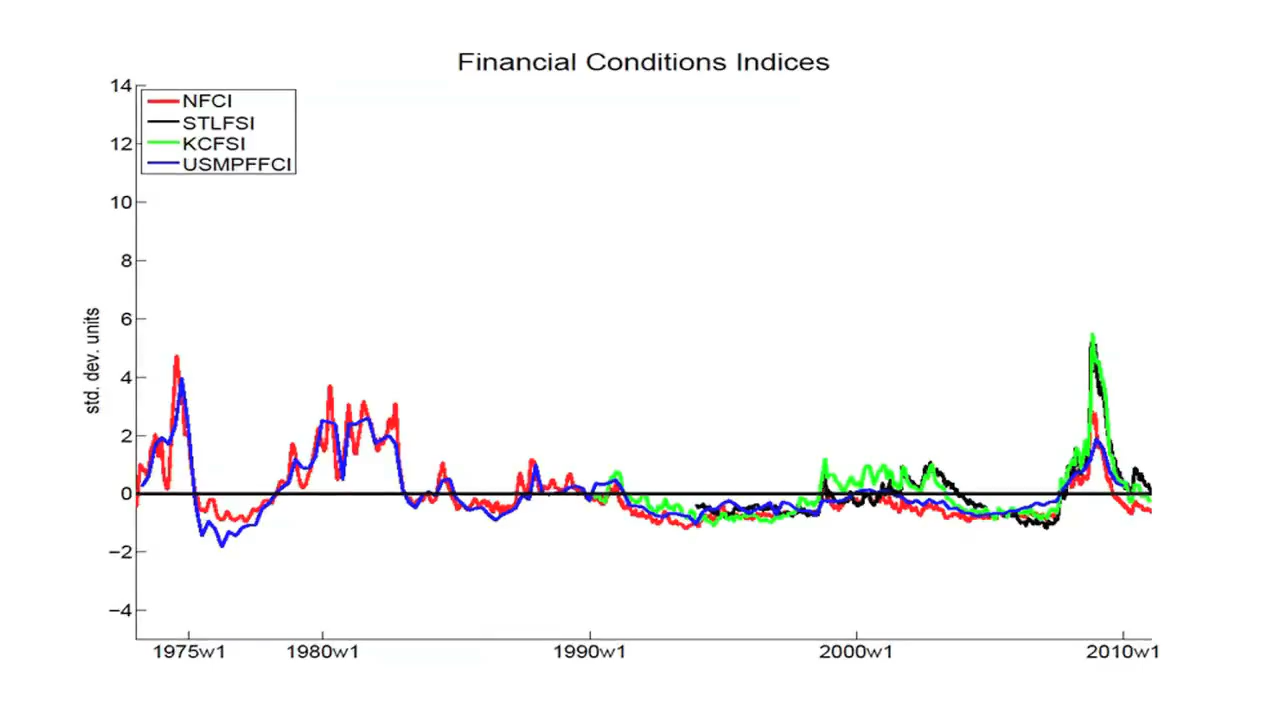 Financial Conditions Indices
14
12
10
8
6
4
2
0
−2
−4
std. dev. units
NFCI
STLFSI
KCFSI
USMPFFCI
1975w1 1980w1 1990w1 2000w1 2010w1